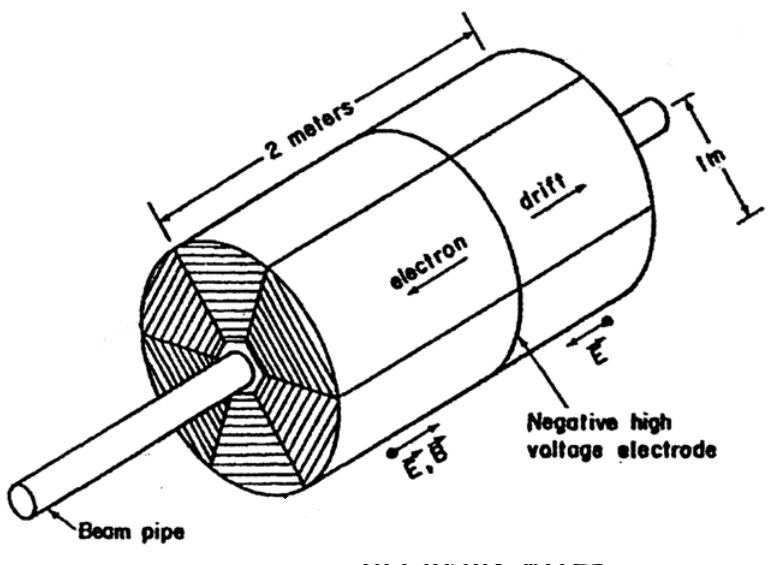 2 meters
1m
drift
electron
E
E, B
Negative high
voltage electrode
Beam pipe